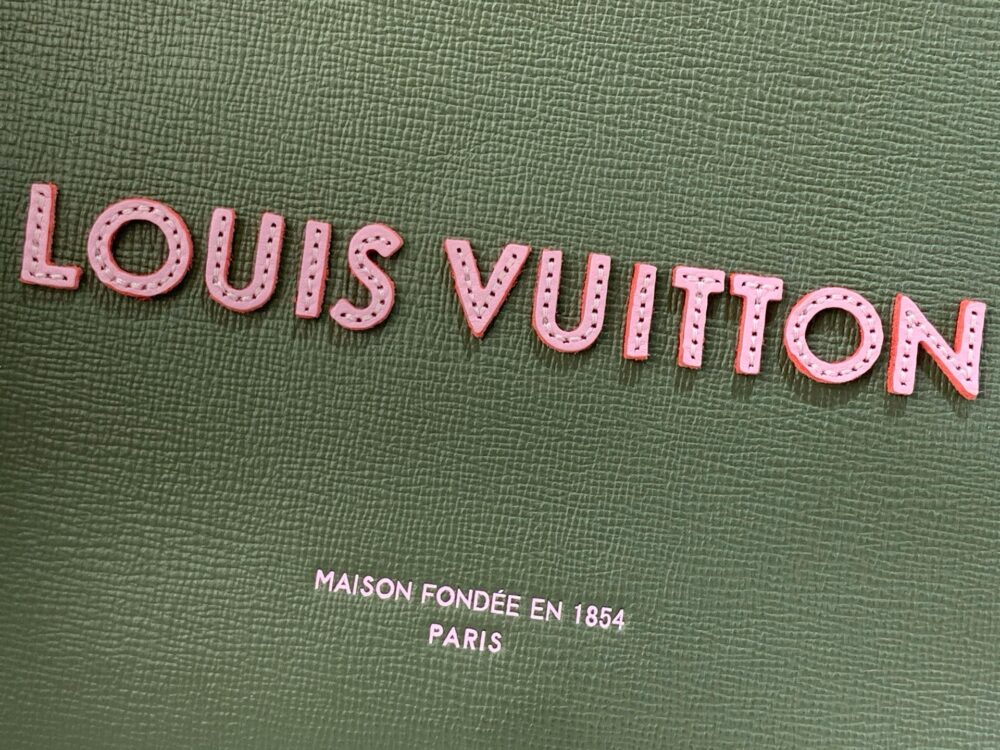 LOUIS VUITTON
MAISON FONDÉE EN 1854
PARIS